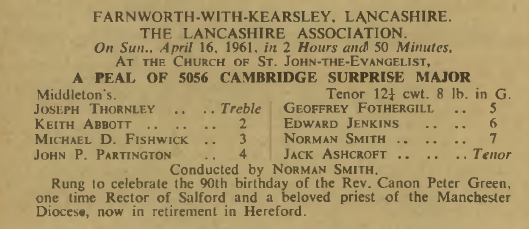 FARNWORTH-WITH-KEARSLEY, LANCASHIRE.
THE LANCASHIRE ASSOCIATION.
On Sun., April 16, 1961, in 2 Hours and 50 Minutes,
AT THE CHURCH OF ST. JOHN-THE-EVANGELIST,
A PEAL OF 5056 CAMBRIDGE SURPRISE MAJOR
Middleton's. Tenor 12¼ cwt. 8 lb. in G.
JOSEPH THORNLEY .. .. Treble
KEITH ABBOTT .. .. .. 2
MICHAEL D. FISHWICK .. 3
JOHN P. PARTINGTON .. 4
GEOFFREY FOTHERGILL .. 5
EDWARD JENKINS .. .. 6
NORMAN SMITH .. .. .. 7
JACK ASHCROFT .. .. Tenor
Conducted by NORMAN SMITH.
Rung to celebrate the 90th birthday of the Rev. Canon Peter Green,
one time Rector of Salford and a beloved priest of the Manchester
Diocese, now in retirement in Hereford.